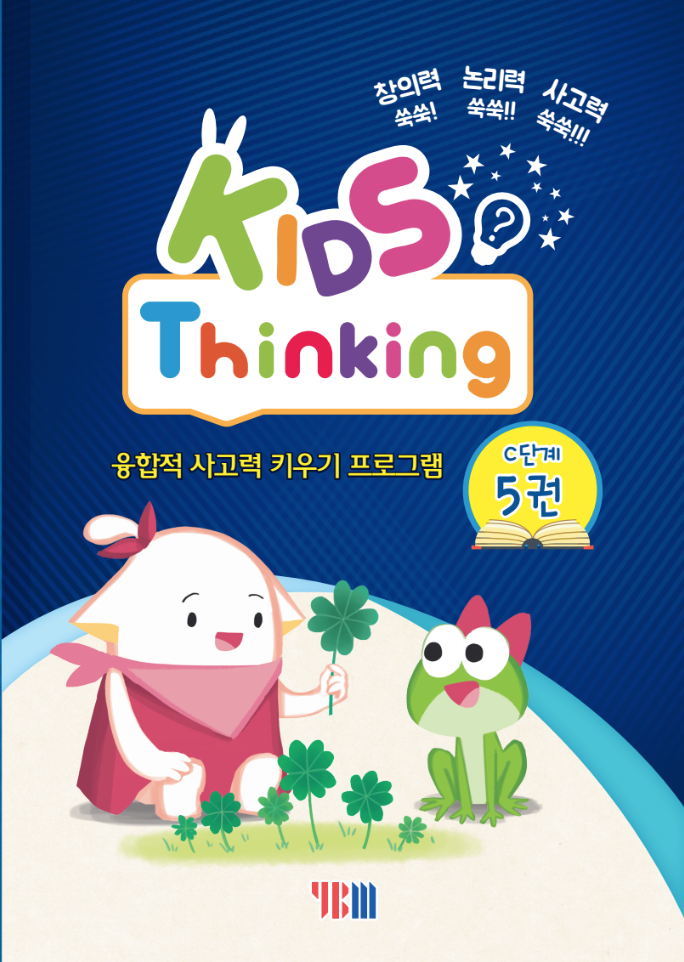 창의력 쑥쑥!
논리력 쑥쑥!!
사고력 쑥쑥!!!
KIDS
Thinking
융합적 사고력 키우기 프로그램
C단계
5권
YBM